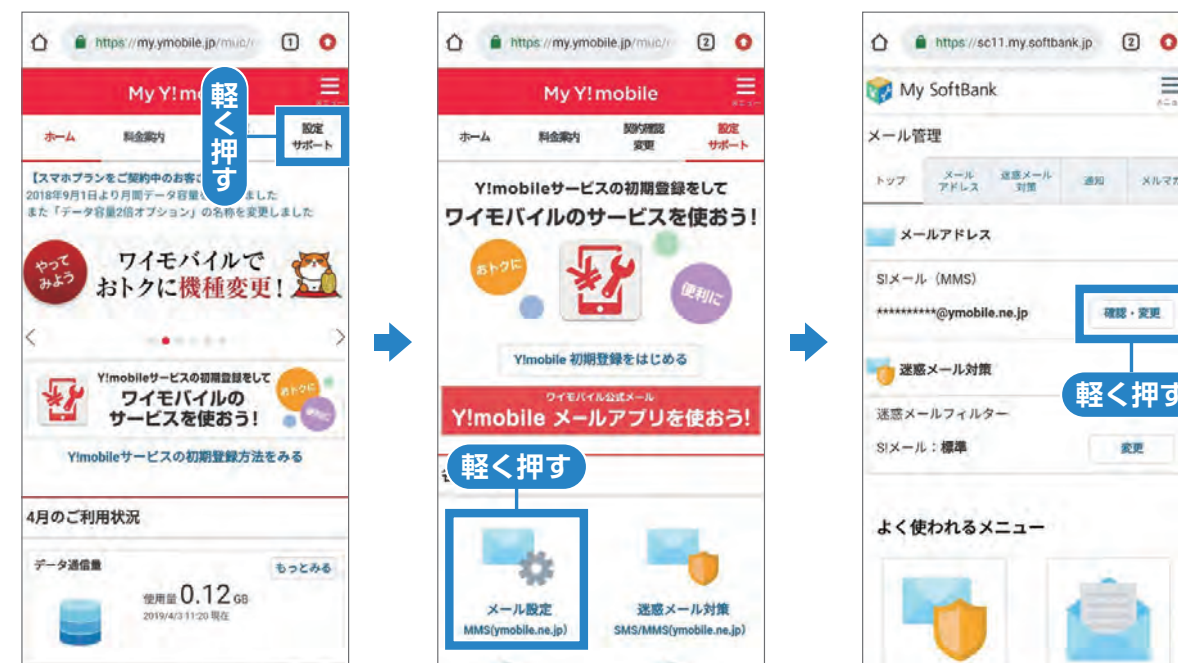 https://my.ymobile.jp/muc/
1
My Y!m
軽く押す
ホーム
料金案内
設定
サポート
【スマホプランをご契約中のお客
2018年9月1日より月間データ容量
ました
また「データ容量2倍オプション」の名称を変更しました
やって
みよう
ワイモバイルで
おトクに機種変更!
Y!mobileサービスの初期登録をして
ワイモバイルの
サービスを使おう!
おトクに
便利に
Y!mobileサービスの初期登録方法をみる
4月のご利用状況
データ通信量
もっとみる
使用量 0.12 GB
2019/4/3 11:20 現在
https://my.ymobile.jp/muc/
2
My Y!mobile
メニュー
ホーム
料金案内
契約確認
変更
設定
サポート
Y!mobileサービスの初期登録をして
ワイモバイルのサービスを使おう!
おトクに
便利に
Y!mobile 初期登録をはじめる
ワイモバイル公式メール
Y!mobile メールアプリを使おう!
軽く押す
メール設定
MMS(ymobile.ne.jp)
迷惑メール対策
SMS/MMS(ymobile.ne.jp)
https://sc11.my.softbank.jp
2
My SoftBank
メール管理
トップ
メール
アドレス
迷惑メール
対策
通知
メルマガ
メールアドレス
S!メール（MMS）
**********@ymobile.ne.jp
確認・変更
軽く押す
迷惑メール対策
迷惑メールフィルター
S!メール：標準
変更
よく使われるメニュー